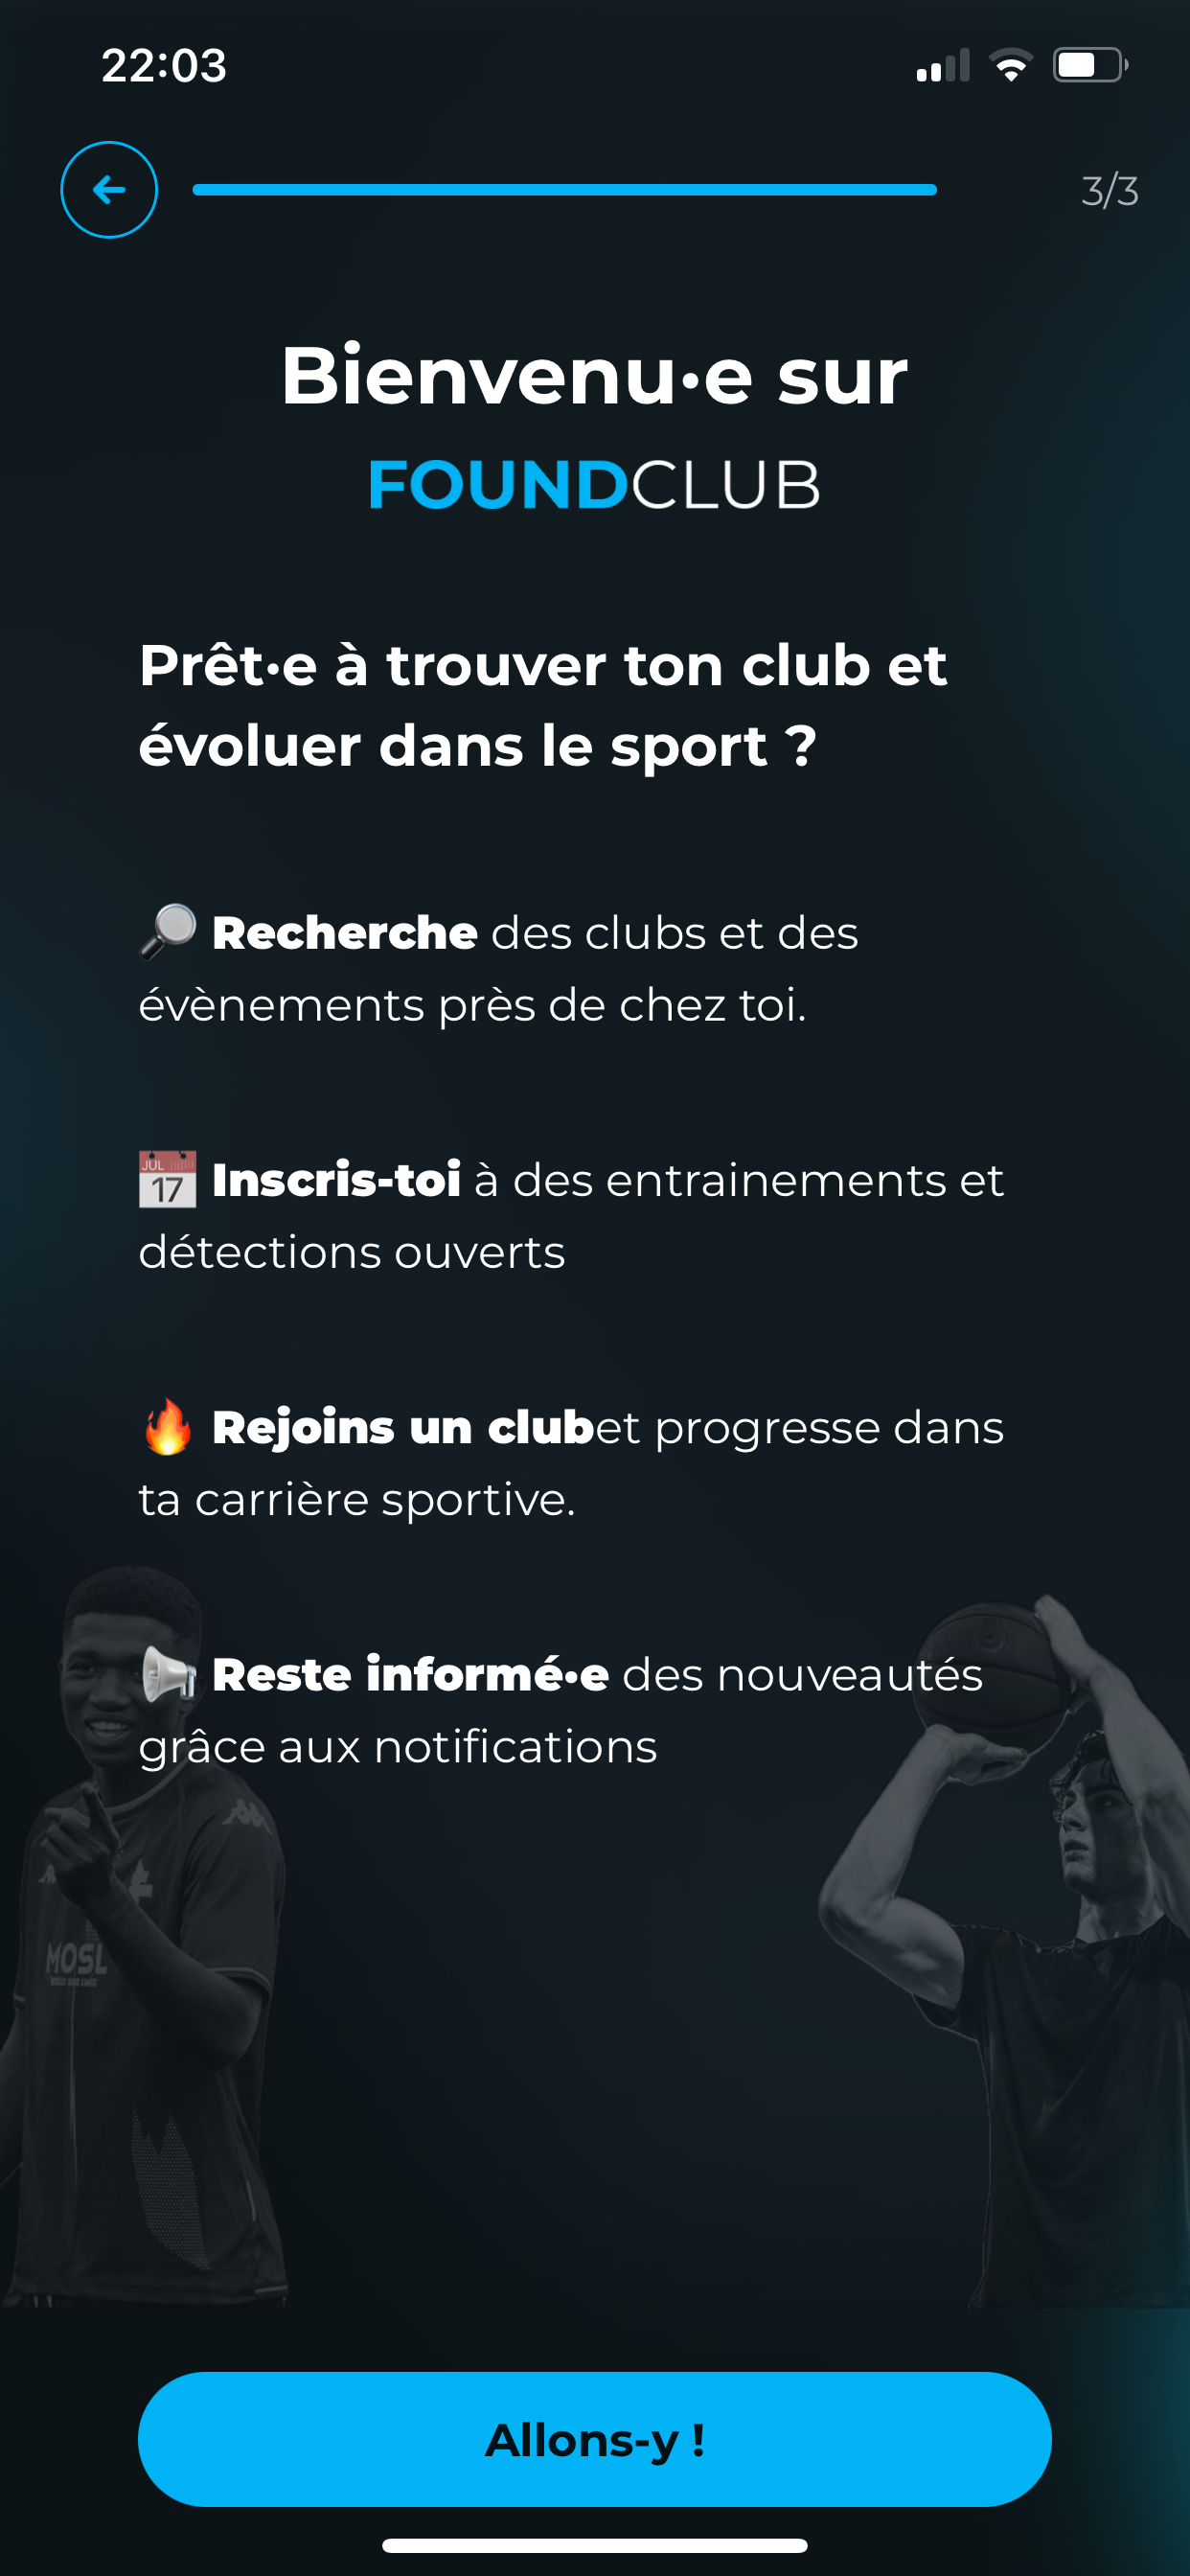 22:03
3/3
Bienvenu·e sur
FOUNDCLUB
Prêt·e à trouver ton club et
évoluer dans le sport ?
🔎 Recherche des clubs et des
évènements près de chez toi.
📅 Inscris-toi à des entrainements et
JUL
17
détections ouverts
🔥 Rejoins un clubet progresse dans
ta carrière sportive.
📢 Reste informé·e des nouveautés
grâce aux notifications
MOSL
Allons-y !